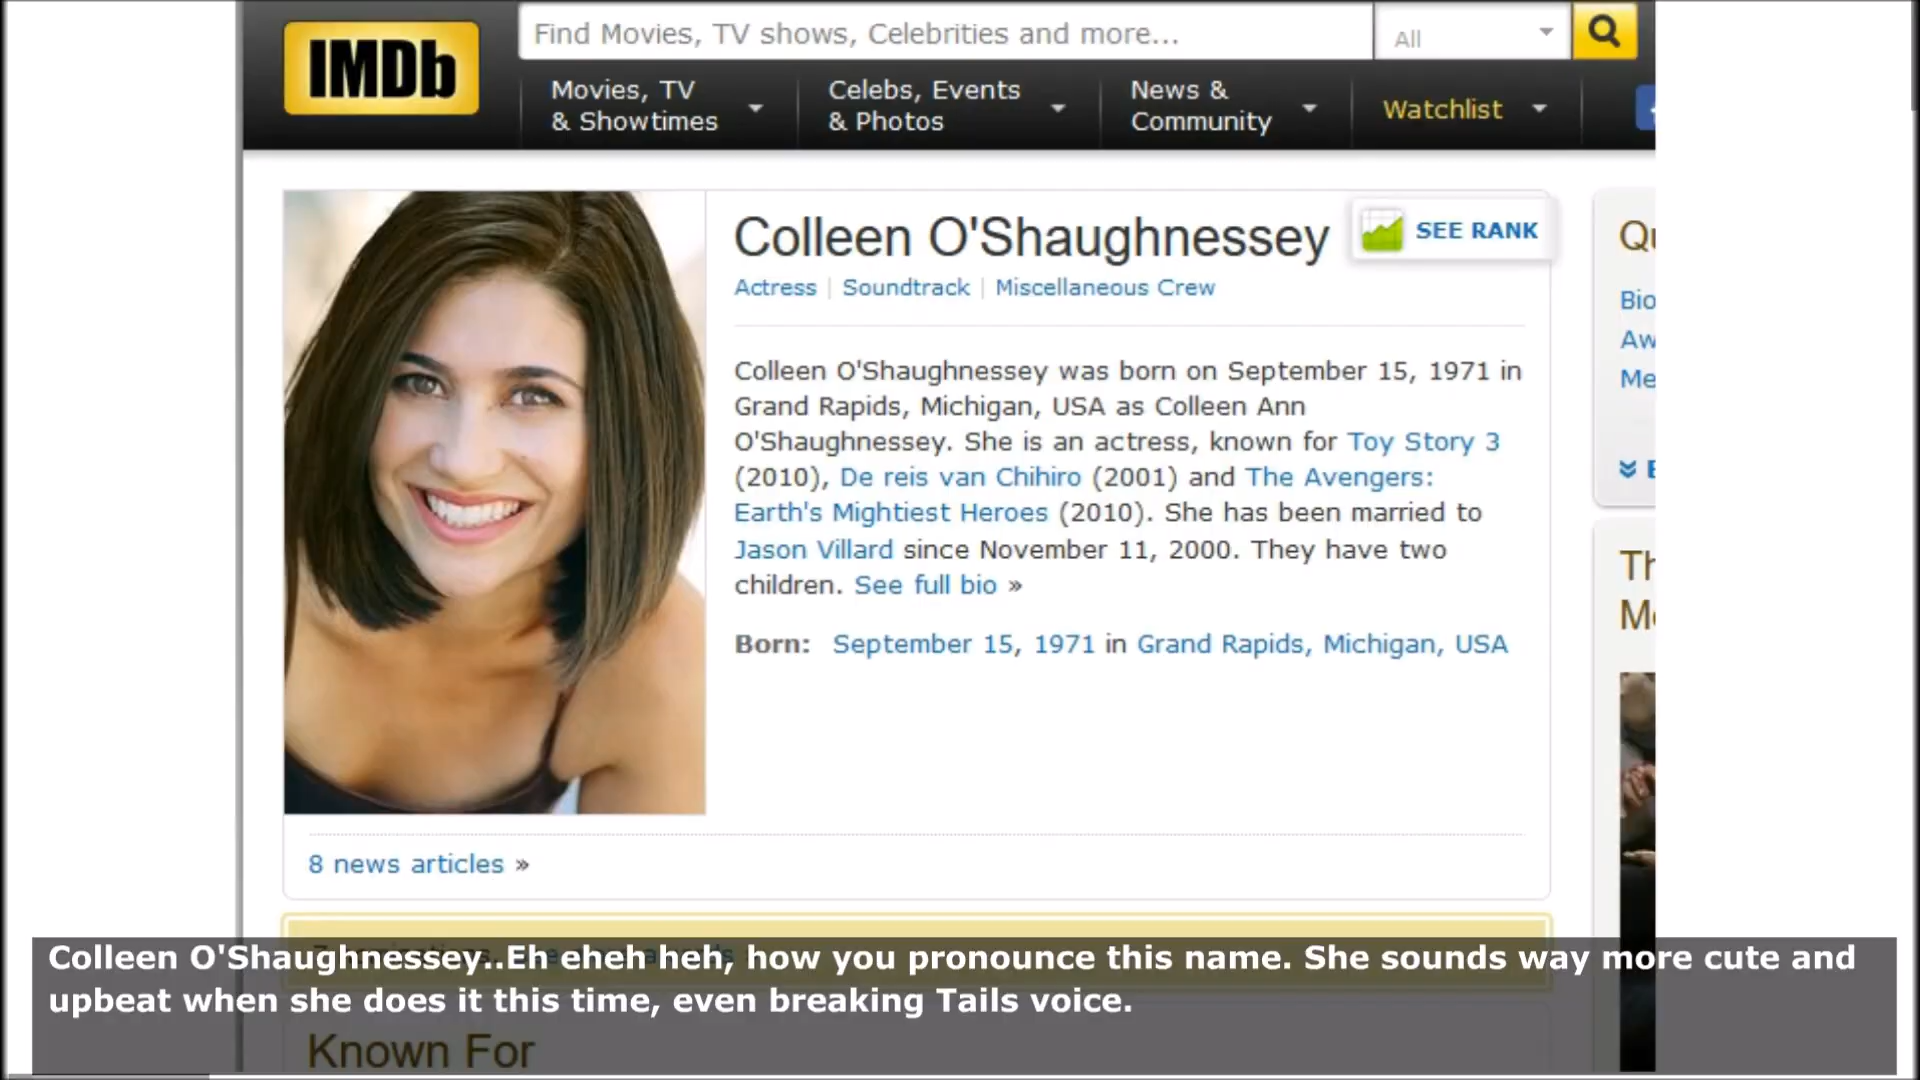 IMDb
Find Movies, TV shows, Celebrities and more...
All
Movies, TV
& Showtimes
Celebs, Events
& Photos
News &
Community
Watchlist
Colleen O'Shaughnessey
SEE RANK
Actress | Soundtrack | Miscellaneous Crew
Colleen O'Shaughnessey was born on September 15, 1971 in
Grand Rapids, Michigan, USA as Colleen Ann
O'Shaughnessey. She is an actress, known for Toy Story 3
(2010), De reis van Chihiro (2001) and The Avengers:
Earth's Mightiest Heroes (2010). She has been married to
Jason Villard since November 11, 2000. They have two
children. See full bio »
Born: September 15, 1971 in Grand Rapids, Michigan, USA
8 news articles »
Qu
Bio
Aw
Me
Colleen O'Shaughnessey..Eh eheh heh, how you pronounce this name. She sounds way more cute and
upbeat when she does it this time, even breaking Tails voice.
Known For